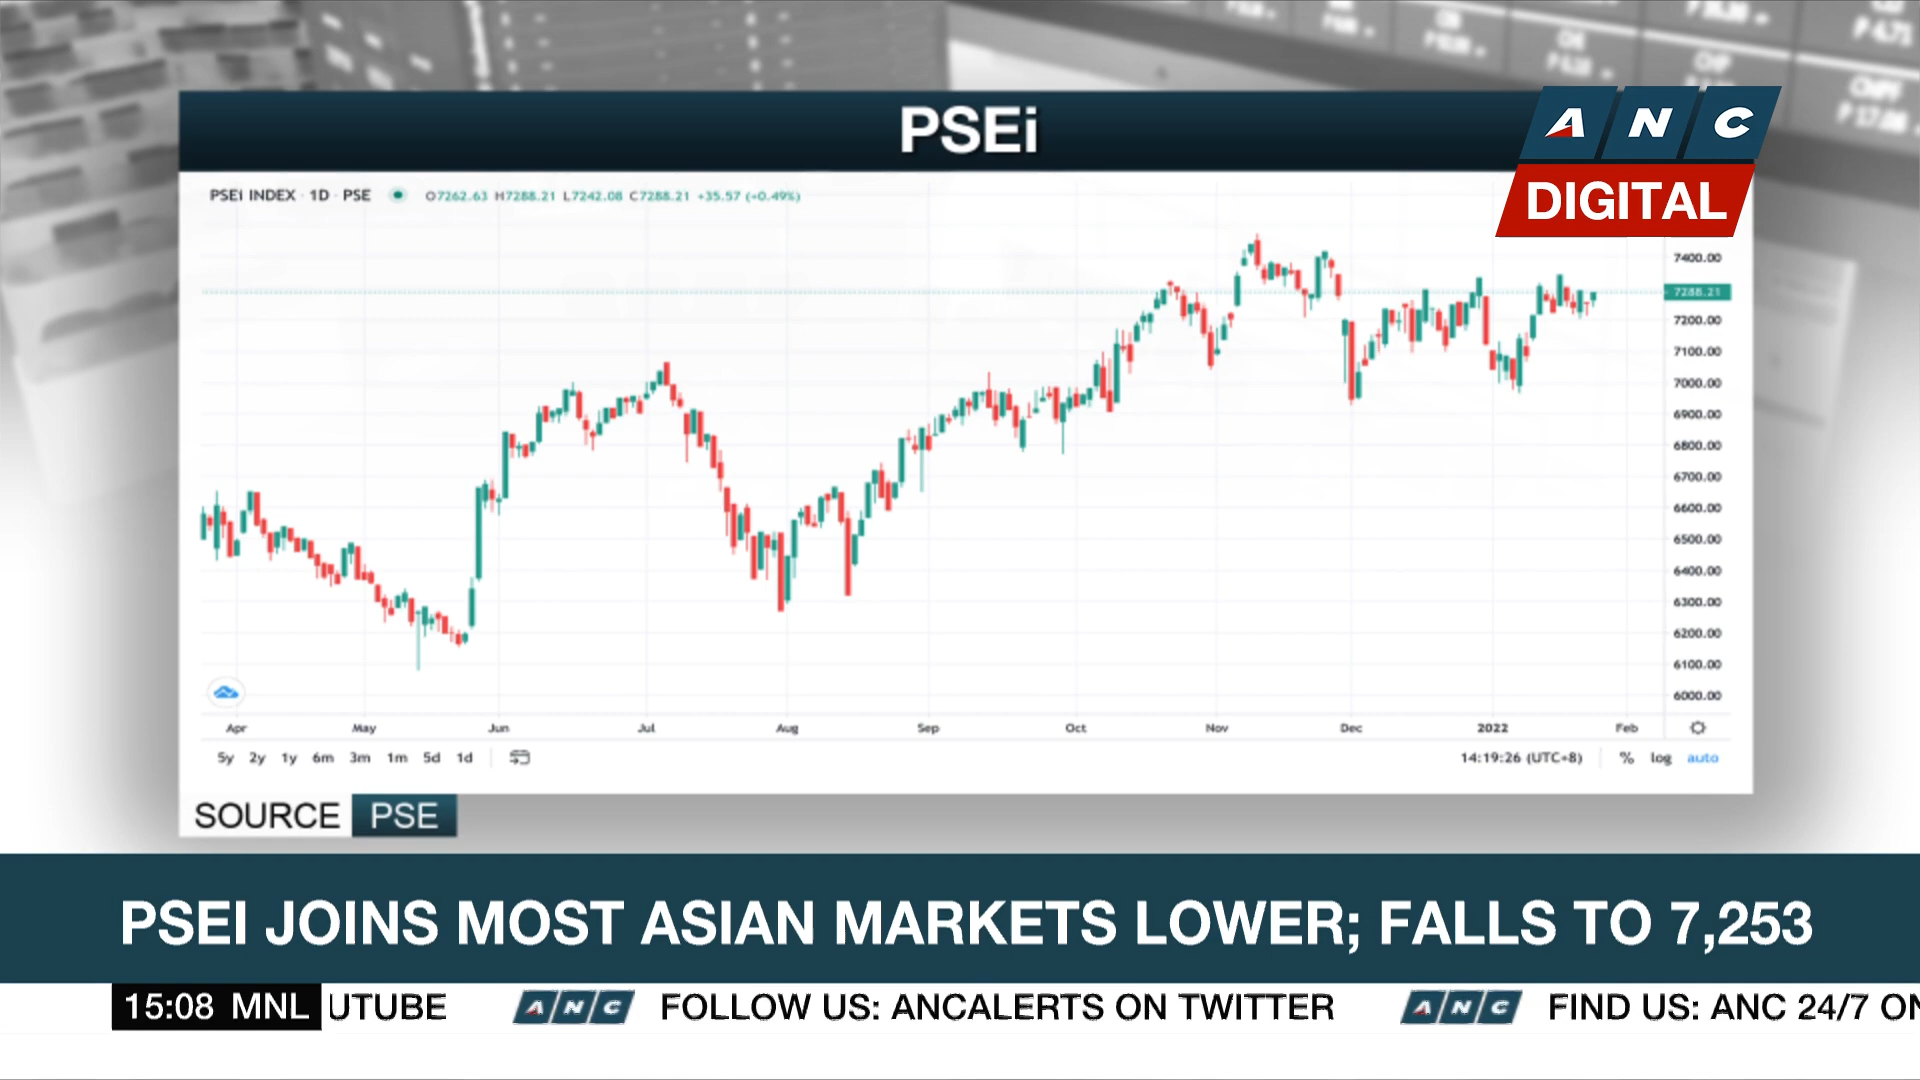 PSEi
ANC
DIGITAL
PSEi INDEX · 1D · PSE O7262.63 H7288.21 L7242.08 C7288.21 +35.57 (+0.49%)
7400.00
7288.21
7200.00
7100.00
7000.00
6900.00
6800.00
6700.00
6600.00
6500.00
6400.00
6300.00
6200.00
6100.00
6000.00
Apr May Jun Jul Aug Sep Oct Nov Dec 2022 Feb
5y 2y 1y 6m 3m 1m 5d 1d 14:19:26 (UTC+8) % log auto
SOURCE PSE
PSEI JOINS MOST ASIAN MARKETS LOWER; FALLS TO 7,253
15:08 MNL UTUBE ANC FOLLOW US: ANCALERTS ON TWITTER ANC FIND US: ANC 24/7 ON